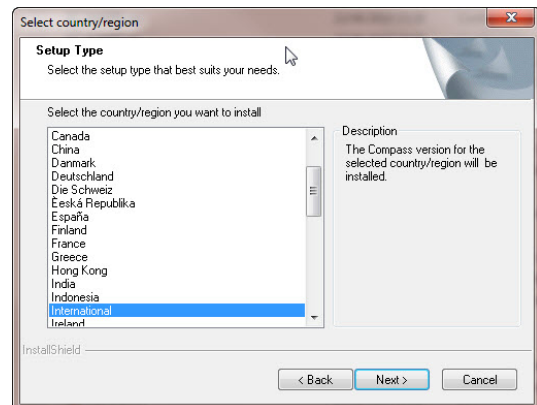 Select country/region
Setup Type
Select the setup type that best suits your needs.
Select the country/region you want to install
Canada
China
Danmark
Deutschland
Die Schweiz
Èeská Republika
España
Finland
France
Greece
Hong Kong
India
Indonesia
International
Ireland
Description
The Compass version for the
selected country/region will be
installed.
InstallShield
< Back
Next >
Cancel